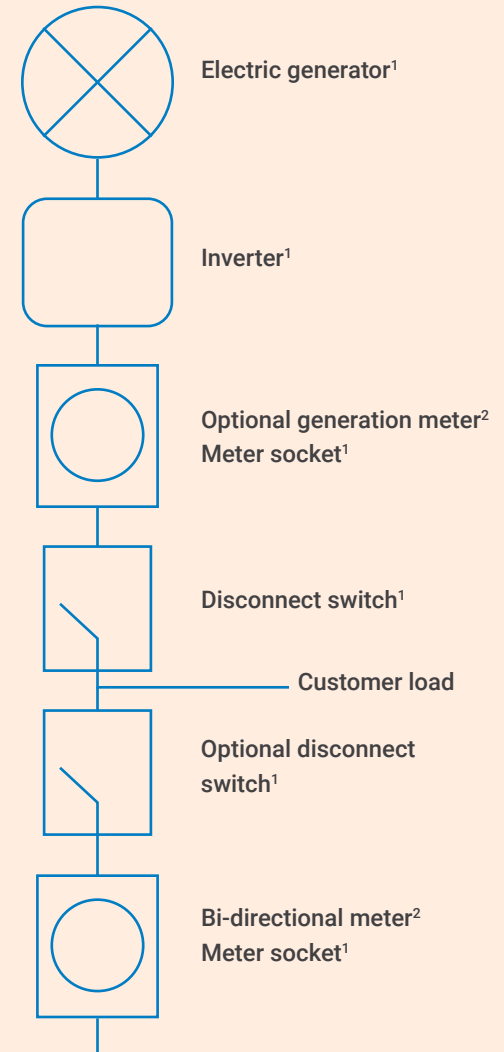 Electric generator¹
Inverter¹
Optional generation meter²
Meter socket¹
Disconnect switch¹
Customer load
Optional disconnect
switch¹
Bi-directional meter²
Meter socket¹